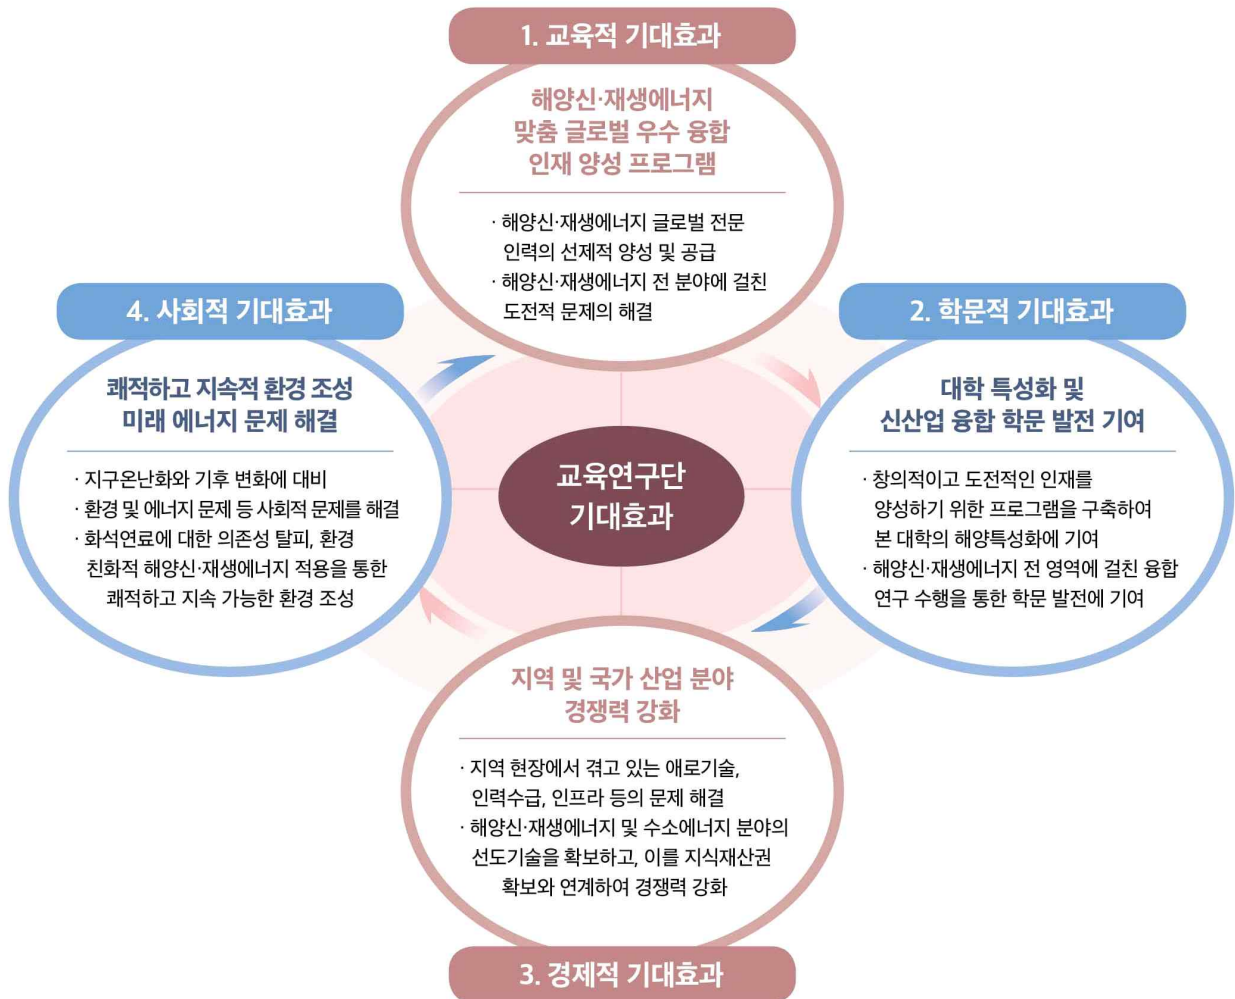 1. 교육적 기대효과
해양신·재생에너지
맞춤 글로벌 우수 융합
인재 양성 프로그램
· 해양신·재생에너지 글로벌 전문
인력의 선제적 양성 및 공급
· 해양신·재생에너지 전 분야에 걸친
도전적 문제의 해결
4. 사회적 기대효과
쾌적하고 지속적 환경 조성
미래 에너지 문제 해결
· 지구온난화와 기후 변화에 대비
· 환경 및 에너지 문제 등 사회적 문제를 해결
· 화석연료에 대한 의존성 탈피, 환경
친화적 해양신·재생에너지 적용을 통한
쾌적하고 지속 가능한 환경 조성
교육연구단
기대효과
2. 학문적 기대효과
대학 특성화 및
신산업 융합 학문 발전 기여
· 창의적이고 도전적인 인재를
양성하기 위한 프로그램을 구축하여
본 대학의 해양특성화에 기여
· 해양신·재생에너지 전 영역에 걸친 융합
연구 수행을 통한 학문 발전에 기여
지역 및 국가 산업 분야
경쟁력 강화
· 지역 현장에서 겪고 있는 애로기술,
인력수급, 인프라 등의 문제 해결
· 해양신·재생에너지 및 수소에너지 분야의
선도기술을 확보하고, 이를 지식재산권
확보와 연계하여 경쟁력 강화
3. 경제적 기대효과